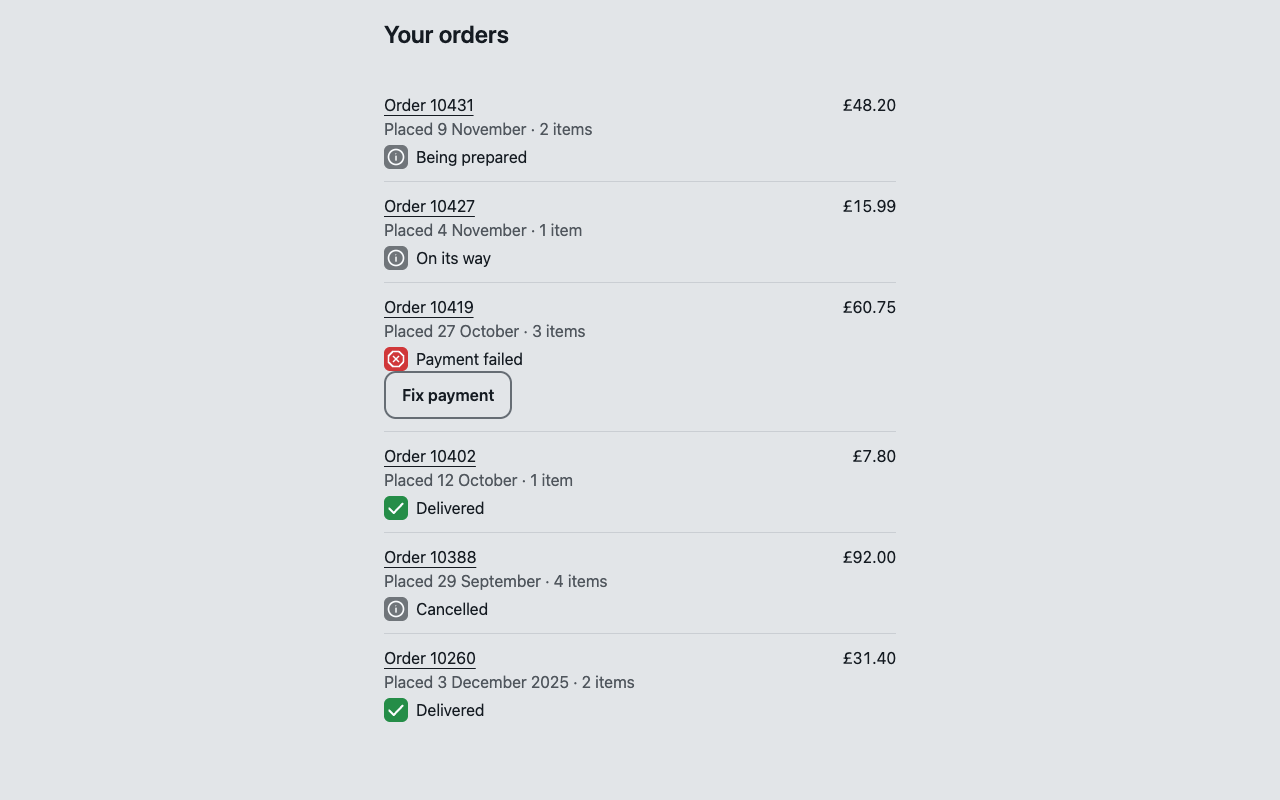 Your orders
Order 10431 £48.20
Placed 9 November · 2 items
Being prepared
Order 10427 £15.99
Placed 4 November · 1 item
On its way
Order 10419 £60.75
Placed 27 October · 3 items
Payment failed
Fix payment
Order 10402 £7.80
Placed 12 October · 1 item
Delivered
Order 10388 £92.00
Placed 29 September · 4 items
Cancelled
Order 10260 £31.40
Placed 3 December 2025 · 2 items
Delivered